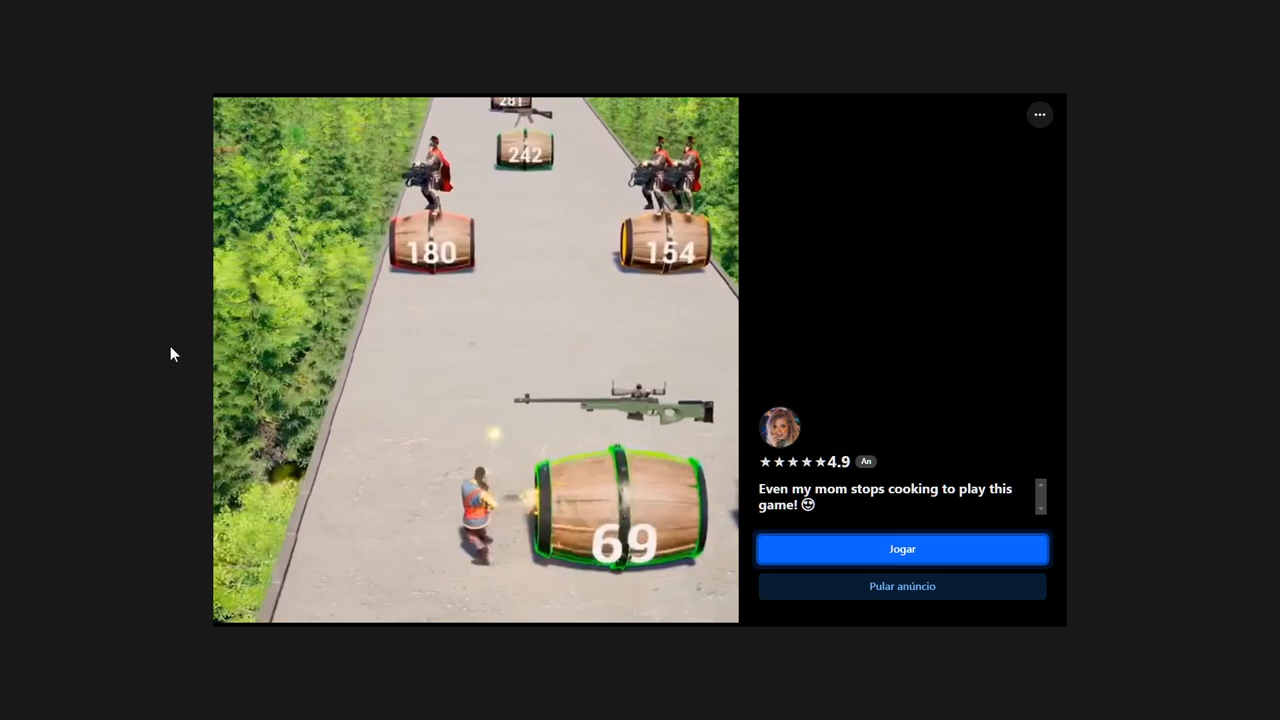 281
242
180
154
69
4.9 An
Even my mom stops cooking to play this
game! 😍
Jogar
Pular anúncio